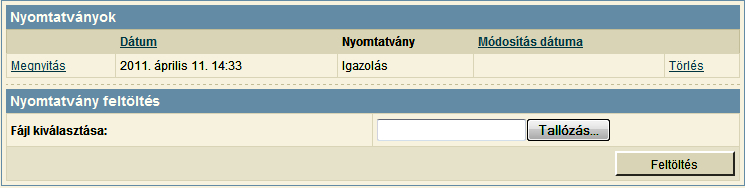 Nyomtatványok
Dátum Nyomtatvány Módosítás dátuma
Megnyitás 2011. április 11. 14:33 Igazolás Törlés
Nyomtatvány feltöltés
Fájl kiválasztása: Tallózás...
Feltöltés